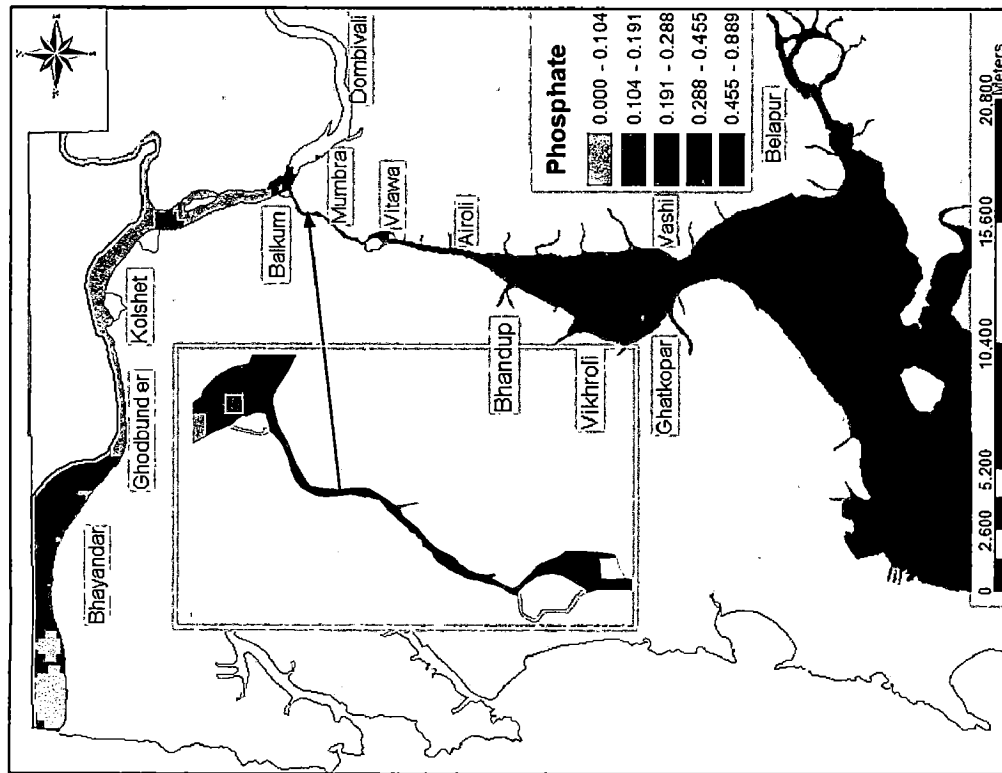 Bhayandar
Ghodbund er
Kolshet
Balkum
Dombivali
Mumbra
Vitawa
Airoli
Bhandup
Vikhroli
Ghatkopar
Vashi
Belapur
Phosphate
0.000 - 0.104
0.104 - 0.191
0.191 - 0.288
0.288 - 0.455
0.455 - 0.889
0 2,600 5,200 10,400 15,600 20,800
Meters